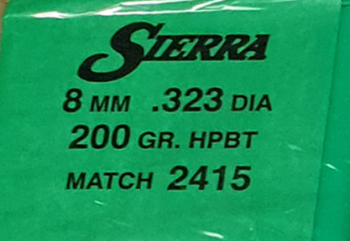 SIERRA
8 MM .323 DIA
200 GR. HPBT
MATCH 2415